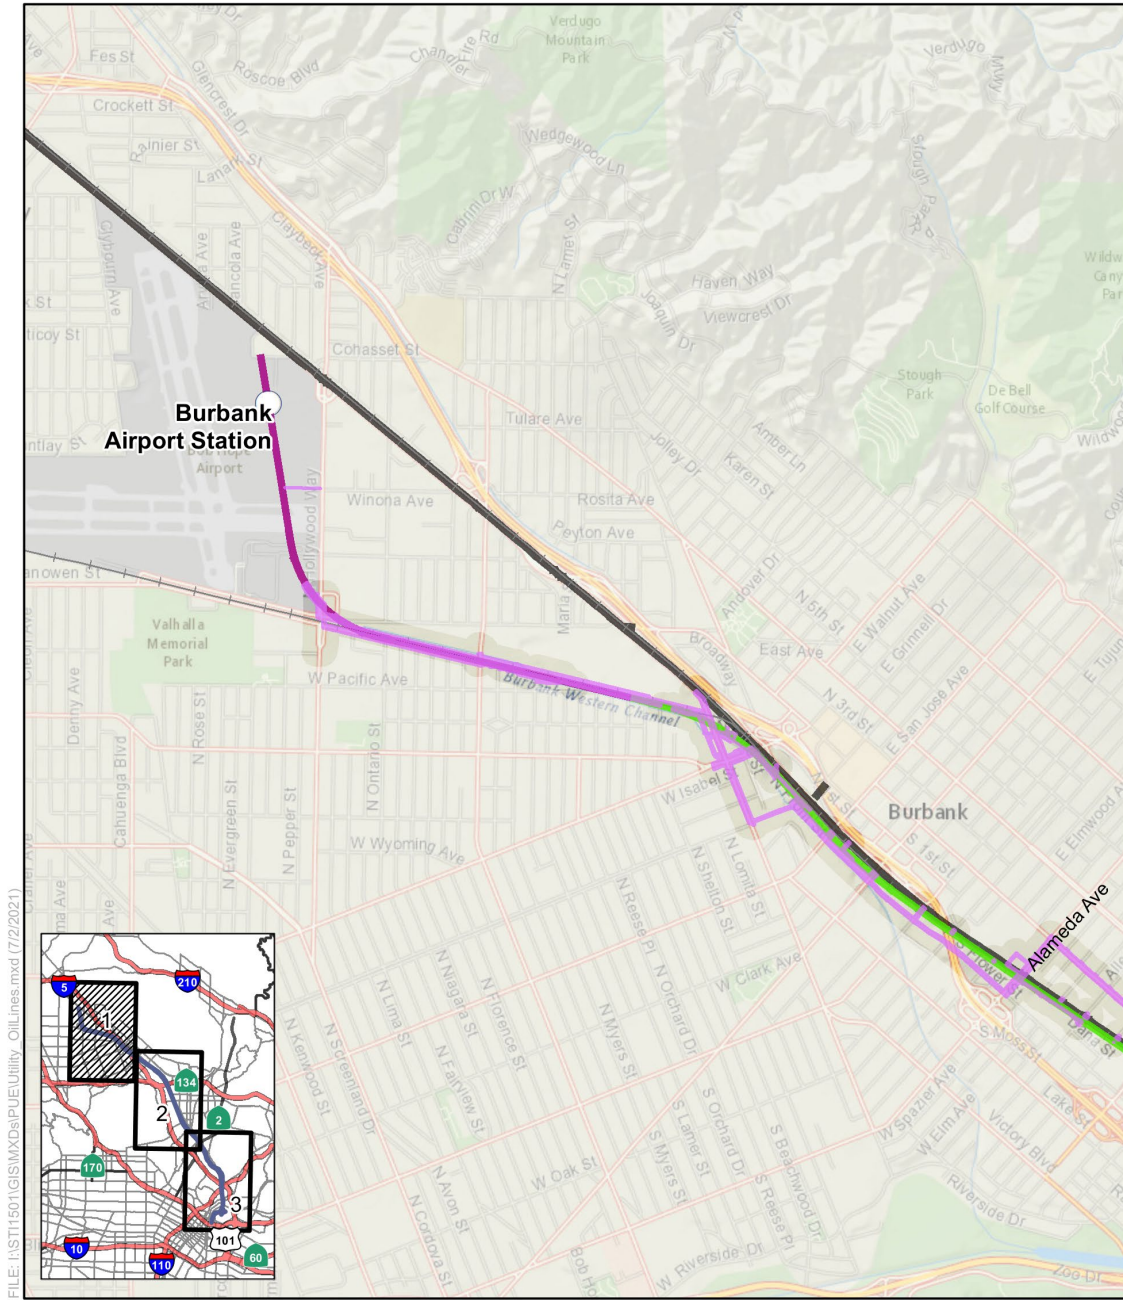 Verdugo
Mountain
Park
Chandler
Fire Rd
Verdugo
Mwy
Fes St
Roscoe Blvd
Glencrest Dr
Crockett St
Rainier St
Lanark St
Wedgewood Ln
Cabrini Dr W
Stough Park
Clybourn Ave
Claybeck Ave
N Lamer St
Haven Way
Viewcrest Dr
Joaquin Dr
Cohasset St
Stough
Park
De Bell
Golf Course
Burbank
Airport Station
Bob Hope
Airport
Tulare Ave
Jolley Dr
Amber Ln
Karen St
Hollywood Way
Winona Ave
Rosita Ave
Peyton Ave
Andover Dr
N 5th St
E Walnut Ave
E Grinnell Dr
Valhalla
Memorial
Park
Broadway
East Ave
W Pacific Ave
Burbank Western Channel
N 3rd St
E San Jose Ave
Denny Ave
N Rose St
N Ontario St
Cahuenga Blvd
W Isabel St
Burbank
S 1st St
E Elmwood Ave
N Evergreen St
N Pepper St
W Wyoming Ave
N Lomita St
N Shelton St
N Reese Pl
Alameda Ave
S Flower St
W Clark Ave
N Niagara St
N Orchard Dr
N Lima St
N Florence St
Dana St
S Moss St
N Kenwood St
N Screenland Dr
N Fairview St
N Myers St
Lake St
W Spazier Ave
W Elm Ave
Victory Blvd
S Orchard Dr
S Lamer St
S Myers St
S Beachwood Dr
S Reese Pl
W Oak St
N Avon St
N Cordova St
Riverside Dr
W Riverside Dr
Zoo Dr
5
210
1
134
2
2
170
3
101
10
110
60
FILE: I:\STI1501\GIS\MXDs\PUE\Utility_OilLines.mxd (7/2/2021)